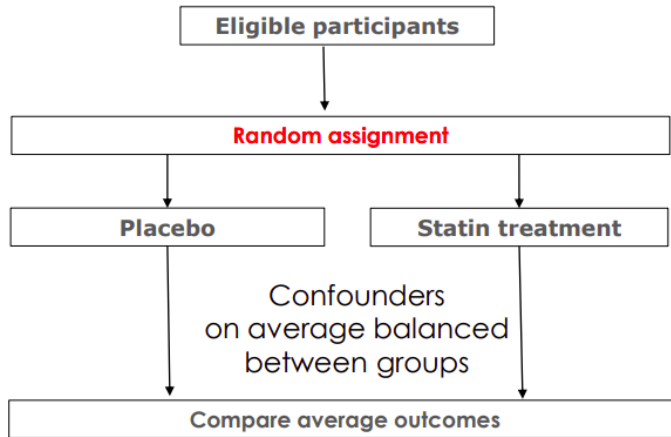 Eligible participants
Random assignment
Placebo
Statin treatment
Confounders
on average balanced
between groups
Compare average outcomes